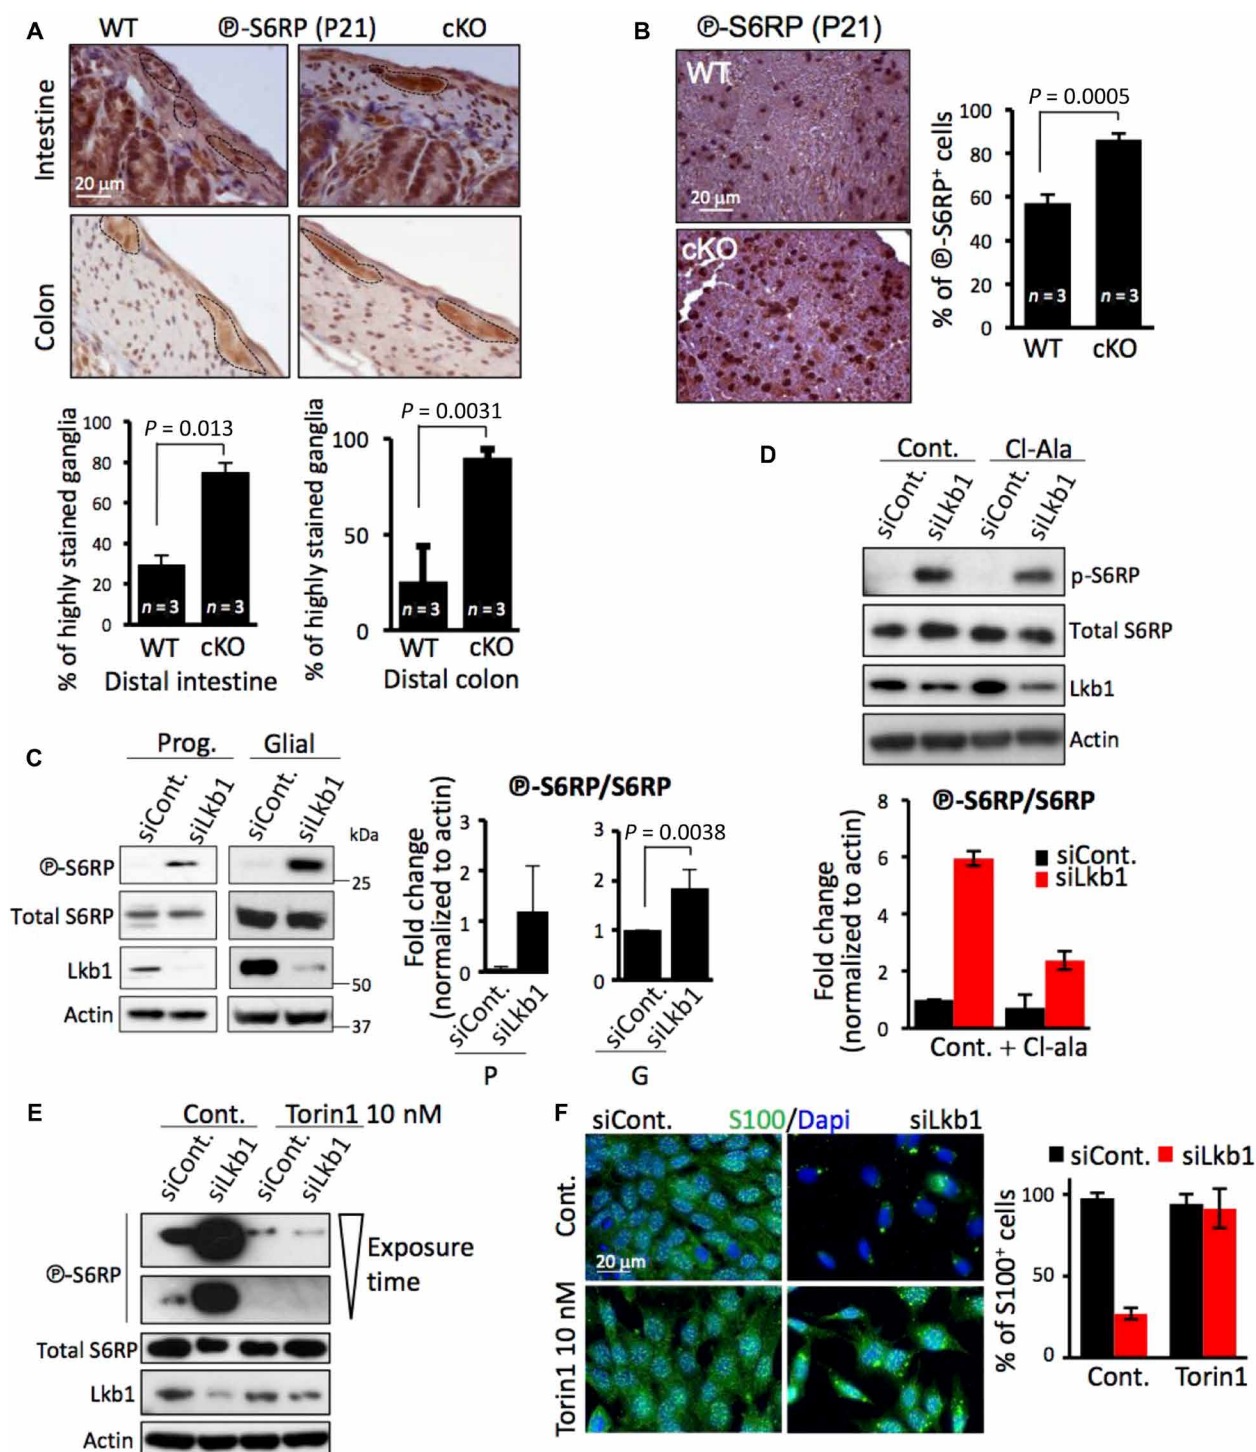 A
WT Ⓟ-S6RP (P21) cKO
Intestine
20 μm
Colon
% of highly stained ganglia
100
80
60
40
20
0
P = 0.013
n = 3 n = 3
WT cKO
Distal intestine
% of highly stained ganglia
100
50
0
P = 0.0031
n = 3 n = 3
WT cKO
Distal colon
B
Ⓟ-S6RP (P21)
WT
20 μm
cKO
% of Ⓟ-S6RP+ cells
100
80
60
40
20
0
P = 0.0005
n = 3 n = 3
WT cKO
C
Prog. Glial
siCont. siLkb1 siCont. siLkb1
kDa
Ⓟ-S6RP
25
Total S6RP
Lkb1
50
Actin
37
Ⓟ-S6RP/S6RP
Fold change
(normalized to actin)
3
2
1
0
siCont. siLkb1
P
3
2
1
0
P = 0.0038
siCont. siLkb1
G
D
Cont. Cl-Ala
siCont. siLkb1 siCont. siLkb1
p-S6RP
Total S6RP
Lkb1
Actin
Ⓟ-S6RP/S6RP
siCont.
siLkb1
Fold change
(normalized to actin)
8
6
4
2
0
Cont. + Cl-ala
E
Cont. Torin1 10 nM
siCont. siLkb1 siCont. siLkb1
Ⓟ-S6RP
Exposure
time
Total S6RP
Lkb1
Actin
F
siCont. S100/Dapi siLkb1
Cont.
20 μm
Torin1 10 nM
siCont. siLkb1
% of S100+ cells
100
50
0
Cont. Torin1